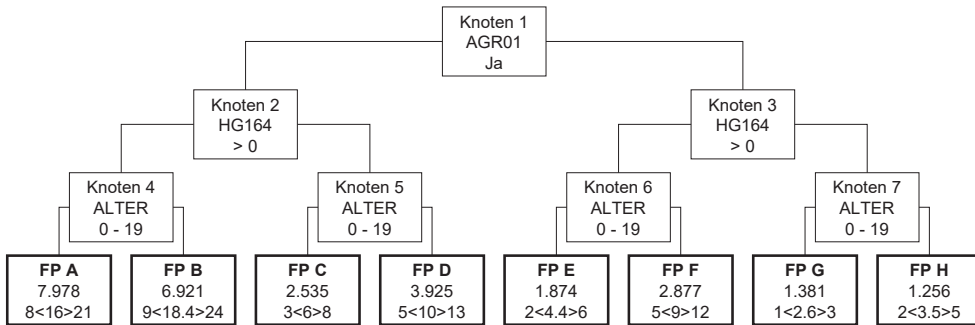 Knoten 1
AGR01
Ja
Knoten 2
HG164
> 0
Knoten 3
HG164
> 0
Knoten 4
ALTER
0 - 19
Knoten 5
ALTER
0 - 19
Knoten 6
ALTER
0 - 19
Knoten 7
ALTER
0 - 19
FP A
7.978
8<16>21
FP B
6.921
9<18.4>24
FP C
2.535
3<6>8
FP D
3.925
5<10>13
FP E
1.874
2<4.4>6
FP F
2.877
5<9>12
FP G
1.381
1<2.6>3
FP H
1.256
2<3.5>5